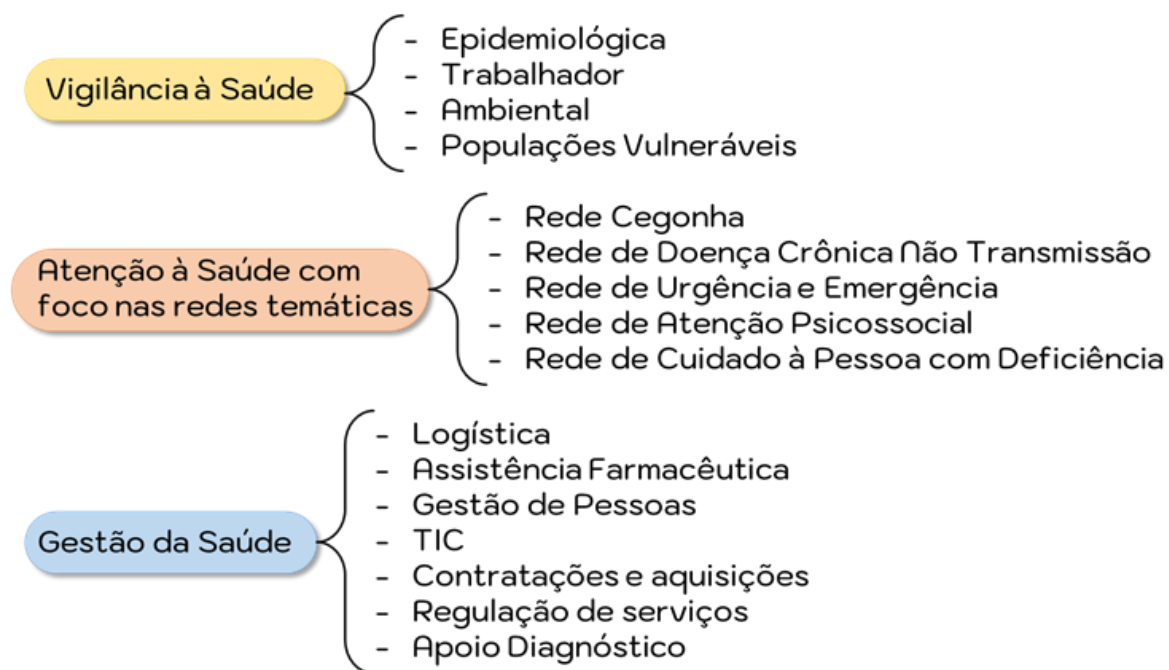 Vigilância à Saúde
- Epidemiológica
- Trabalhador
- Ambiental
- Populações Vulneráveis
Atenção à Saúde com
foco nas redes temáticas
- Rede Cegonha
- Rede de Doença Crônica Não Transmissão
- Rede de Urgência e Emergência
- Rede de Atenção Psicossocial
- Rede de Cuidado à Pessoa com Deficiência
Gestão da Saúde
- Logística
- Assistência Farmacêutica
- Gestão de Pessoas
- TIC
- Contratações e aquisições
- Regulação de serviços
- Apoio Diagnóstico